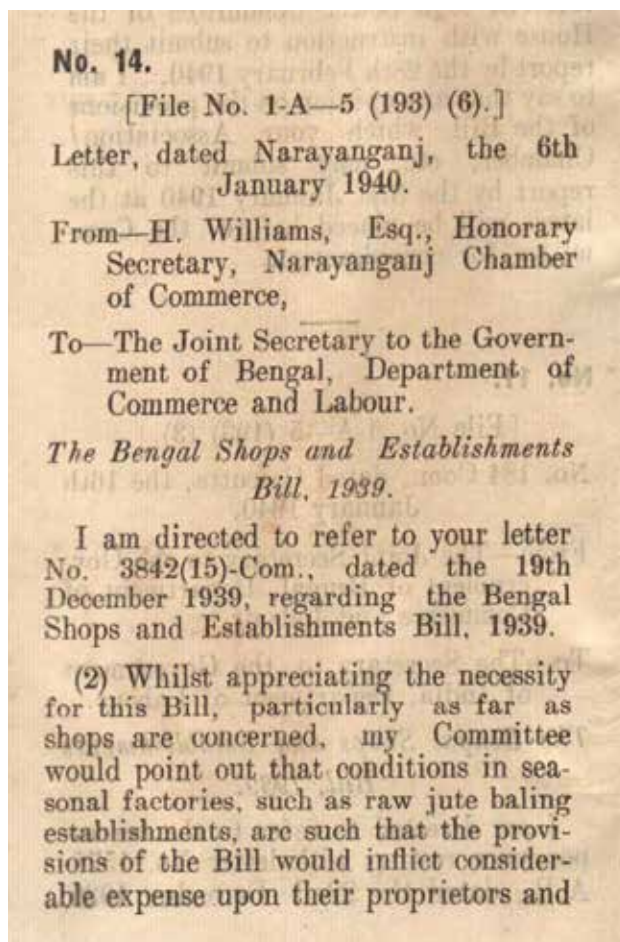 No. 14.
[File No. 1-A—5 (193) (6).]
Letter, dated Narayanganj, the 6th
January 1940.
From—H. Williams, Esq., Honorary
Secretary, Narayanganj Chamber
of Commerce,
To—The Joint Secretary to the Govern-
ment of Bengal, Department of
Commerce and Labour.
The Bengal Shops and Establishments
Bill, 1939.
I am directed to refer to your letter
No. 3842(15)-Com., dated the 19th
December 1939, regarding the Bengal
Shops and Establishments Bill, 1939.
(2) Whilst appreciating the necessity
for this Bill, particularly as far as
shops are concerned, my Committee
would point out that conditions in sea-
sonal factories, such as raw jute baling
establishments, are such that the provi-
sions of the Bill would inflict consider-
able expense upon their proprietors and